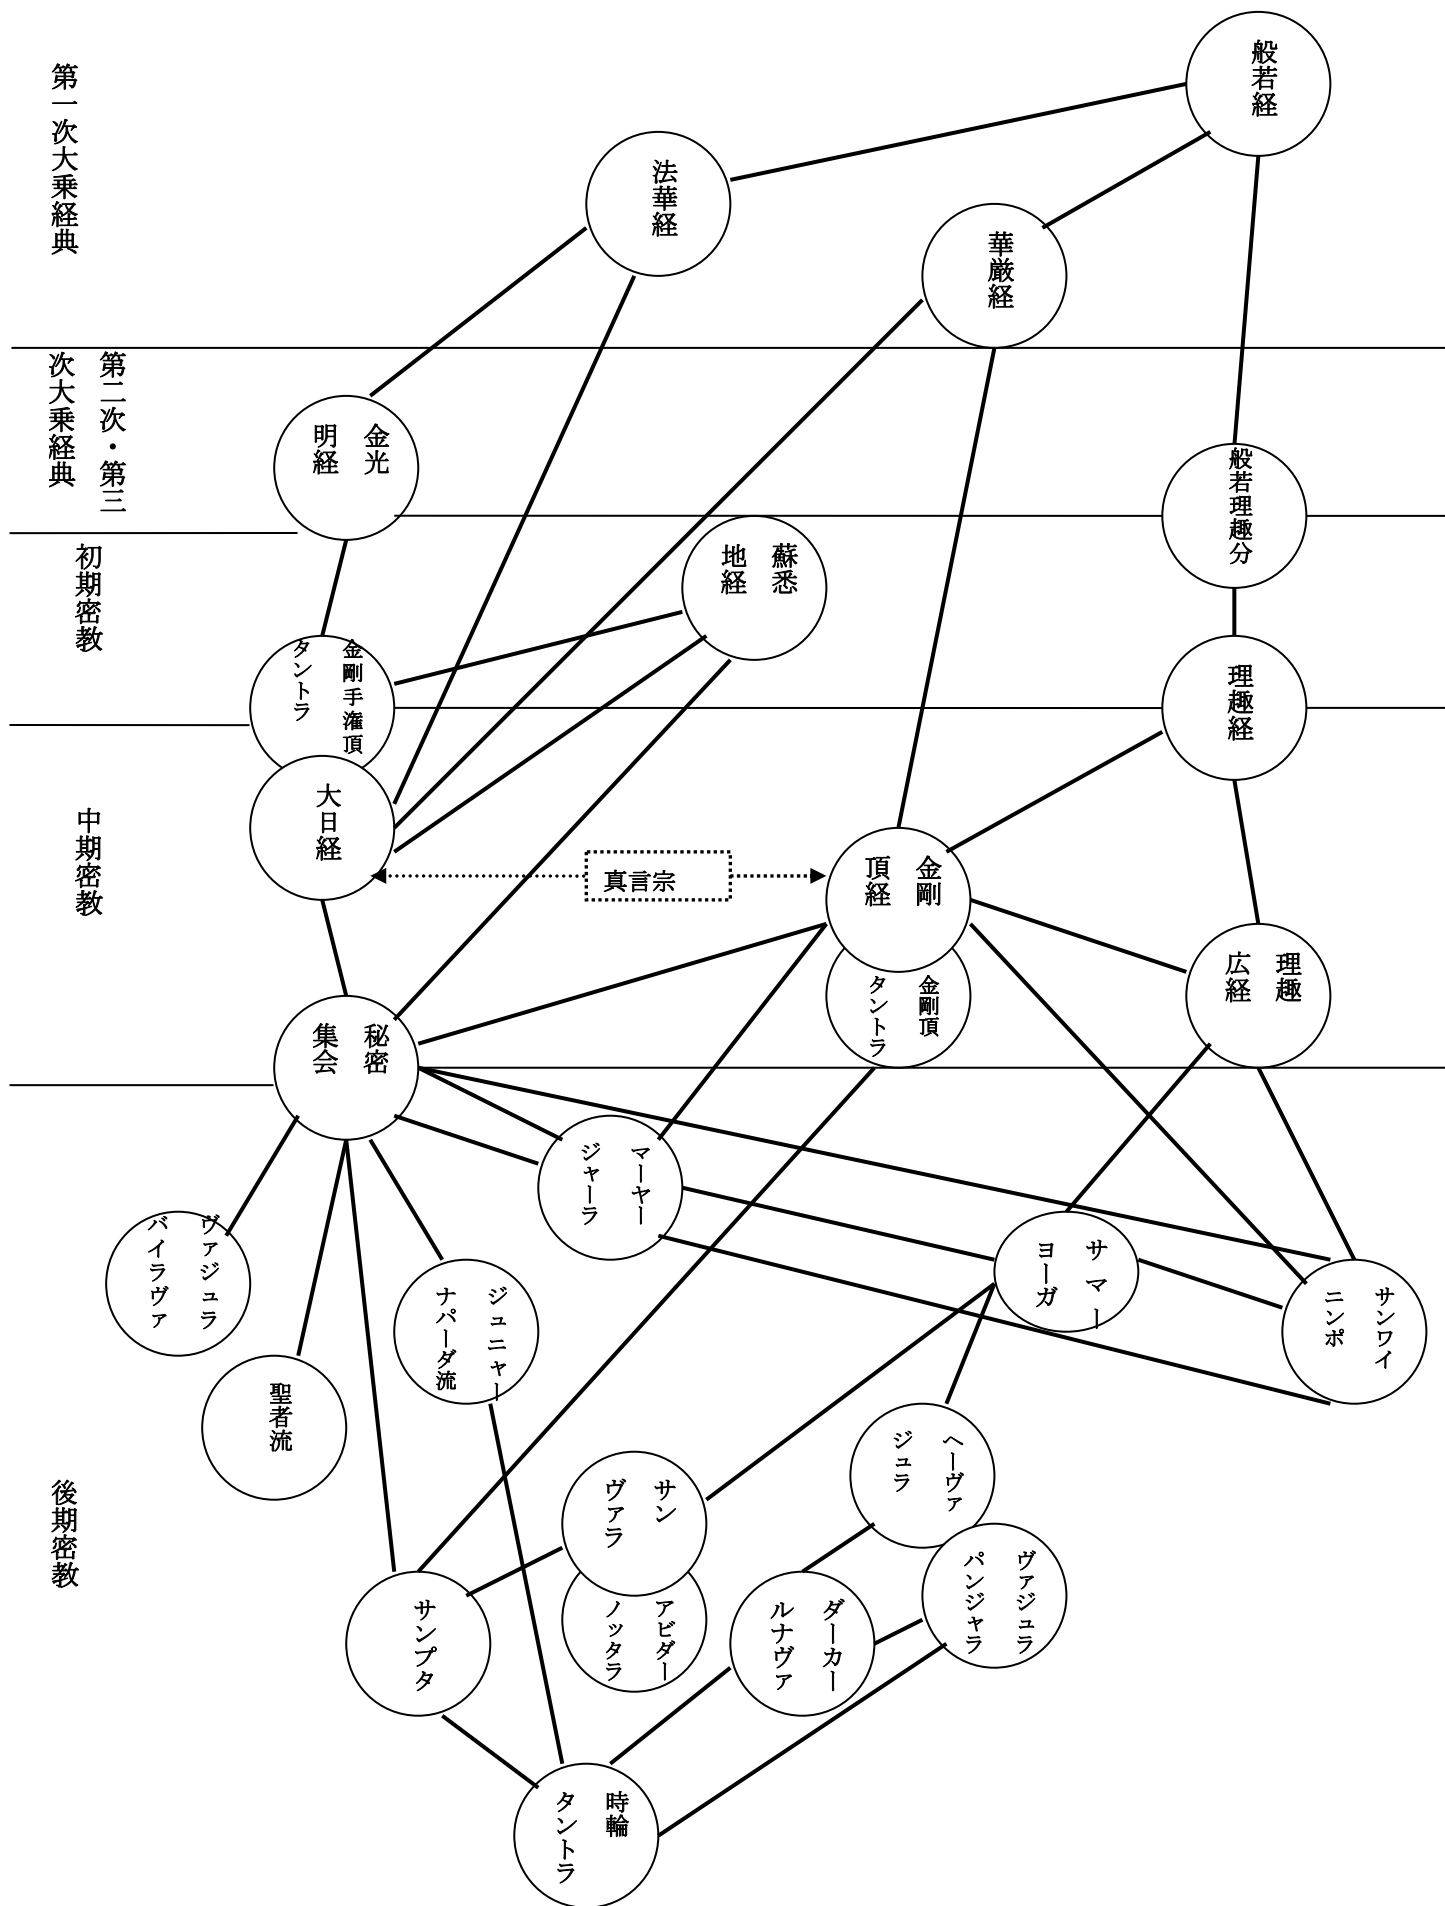 第一次大乗経典
般若経
法華経
華厳経
第二次・第三
次大乗経典
金光
明経
般若理趣分
初期密教
蘇悉
地経
金剛手潅頂
タントラ
理趣経
中期密教
大日経
真言宗
金剛
頂経
理趣
広経
金剛頂
タントラ
秘密
集会
マーヤー
ジャーラ
ヴァジュラ
バイラヴァ
サマー
ヨーガ
サンワイ
ニンポ
ジュニャー
ナパーダ流
聖者流
後期密教
ヘーヴァ
ジュラ
サン
ヴァラ
ヴァジュラ
パンジャラ
アビダー
ノッタラ
ダーカー
ルナヴァ
サンプタ
時輪
タントラ